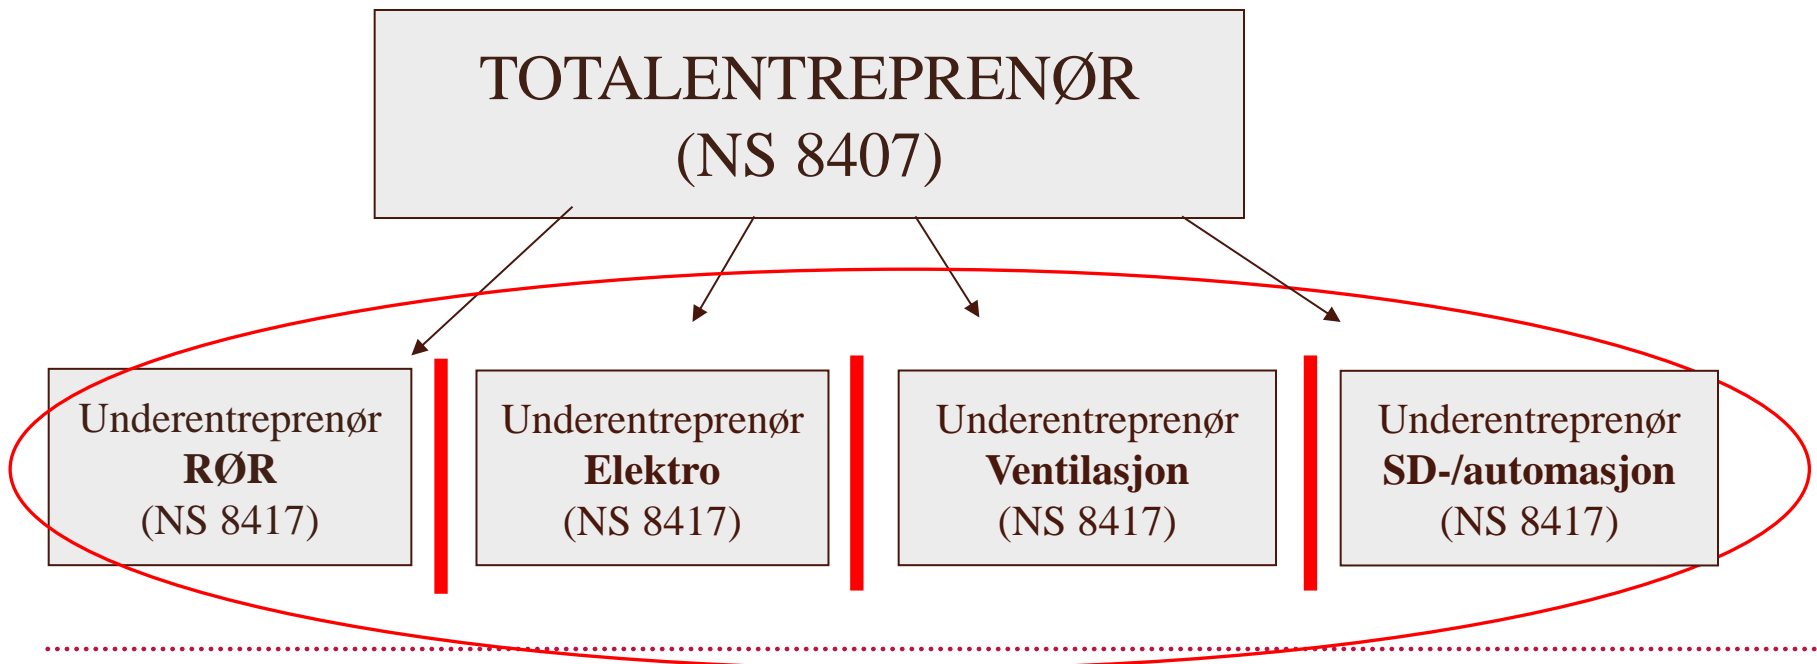 TOTALENTREPRENØR
(NS 8407)
Underentreprenør
RØR
(NS 8417)
Underentreprenør
Elektro
(NS 8417)
Underentreprenør
Ventilasjon
(NS 8417)
Underentreprenør
SD-/automasjon
(NS 8417)